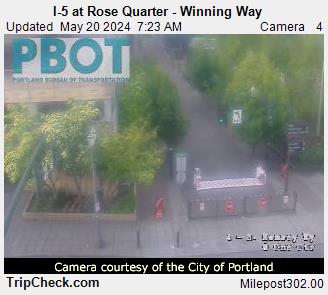 I-5 at Rose Quarter - Winning Way
Updated May 20 2024 7:23 AM Camera 4
PBOT
PORTLAND BUREAU OF TRANSPORTATION
Camera courtesy of the City of Portland
TripCheck.com Milepost302.00